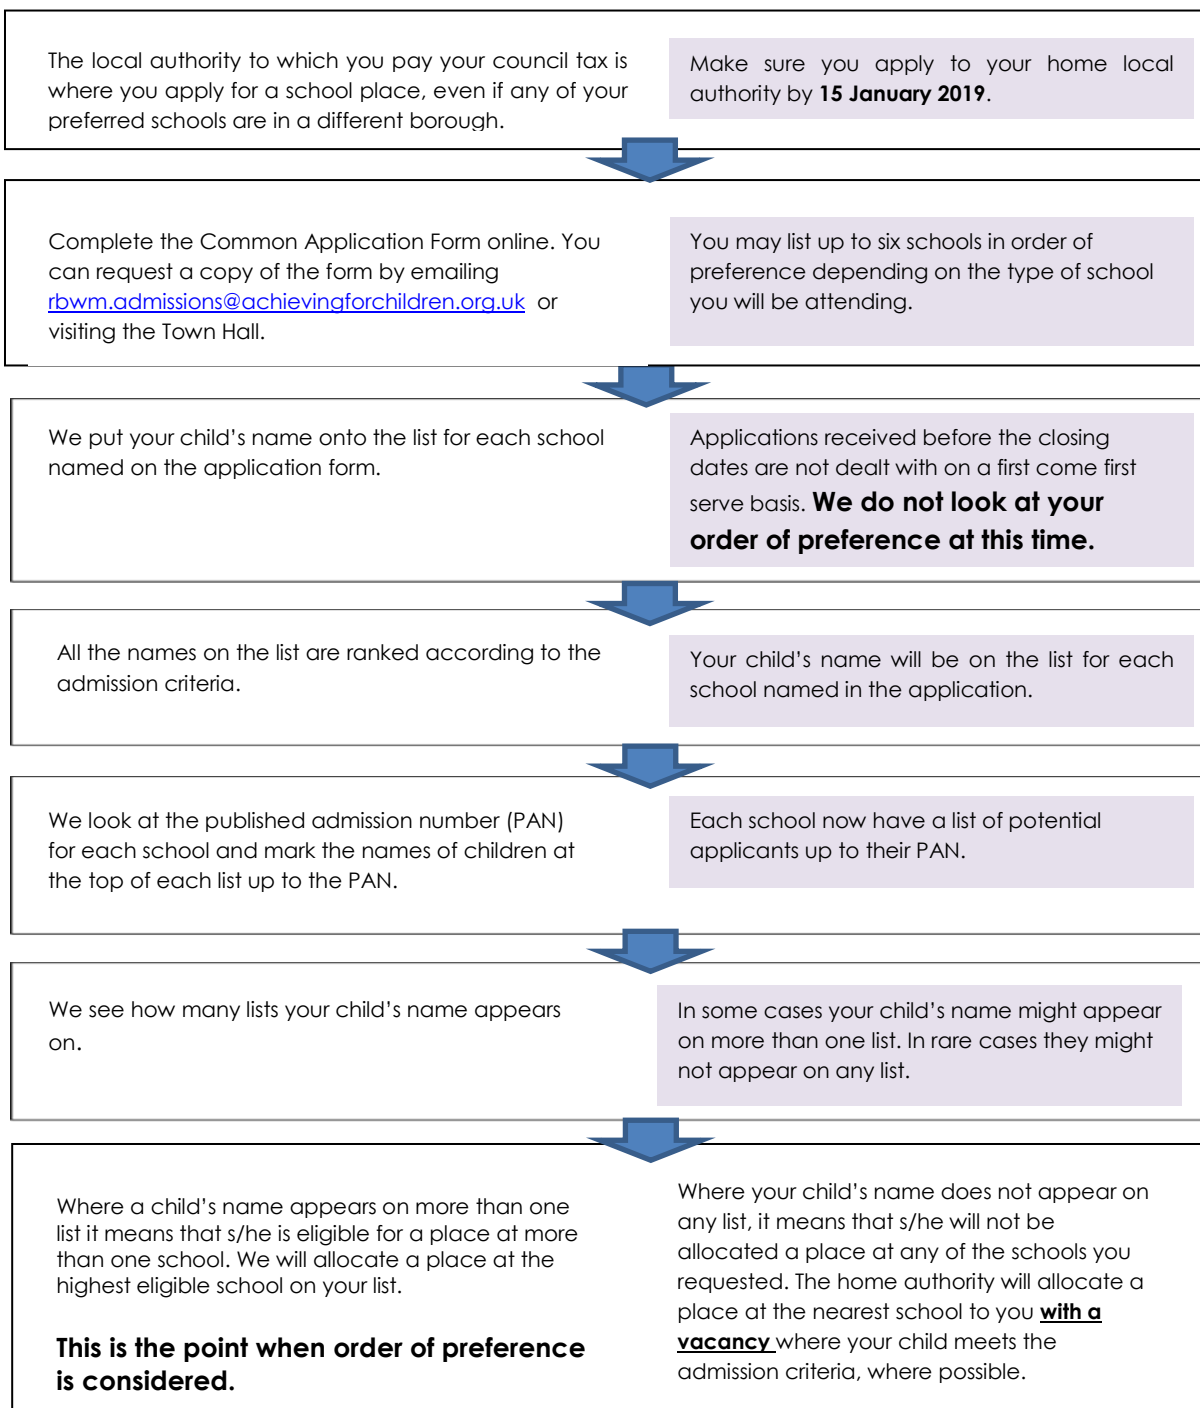 The local authority to which you pay your council tax is
where you apply for a school place, even if any of your
preferred schools are in a different borough.
Make sure you apply to your home local
authority by 15 January 2019.
Complete the Common Application Form online. You
can request a copy of the form by emailing
rbwm.admissions@achievingforchildren.org.uk or
visiting the Town Hall.
You may list up to six schools in order of
preference depending on the type of school
you will be attending.
We put your child's name onto the list for each school
named on the application form.
Applications received before the closing
dates are not dealt with on a first come first
serve basis. We do not look at your
order of preference at this time.
All the names on the list are ranked according to the
admission criteria.
Your child's name will be on the list for each
school named in the application.
We look at the published admission number (PAN)
for each school and mark the names of children at
the top of each list up to the PAN.
Each school now have a list of potential
applicants up to their PAN.
We see how many lists your child's name appears
on.
In some cases your child's name might appear
on more than one list. In rare cases they might
not appear on any list.
Where a child's name appears on more than one
list it means that s/he is eligible for a place at more
than one school. We will allocate a place at the
highest eligible school on your list.
This is the point when order of preference
is considered.
Where your child's name does not appear on
any list, it means that s/he will not be
allocated a place at any of the schools you
requested. The home authority will allocate a
place at the nearest school to you with a
vacancy where your child meets the
admission criteria, where possible.